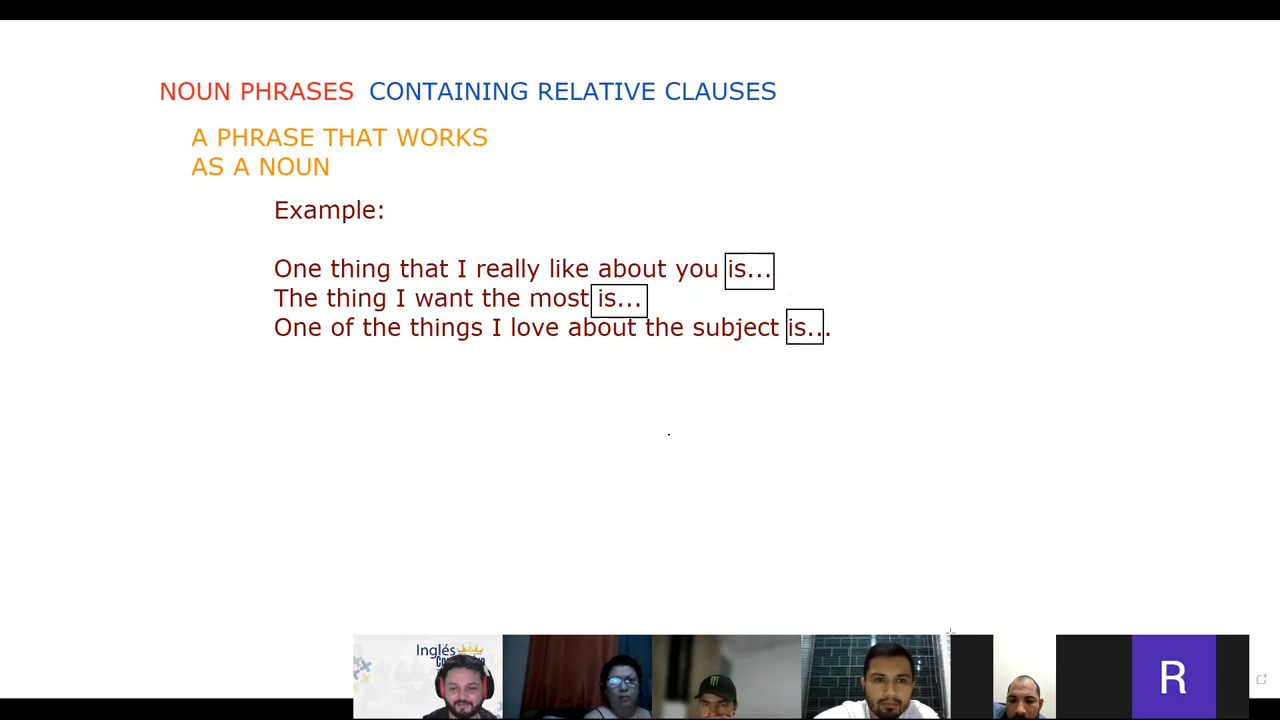 NOUN PHRASES CONTAINING RELATIVE CLAUSES
A PHRASE THAT WORKS
AS A NOUN
Example:
One thing that I really like about you is...
The thing I want the most is...
One of the things I love about the subject is...
Inglés
R